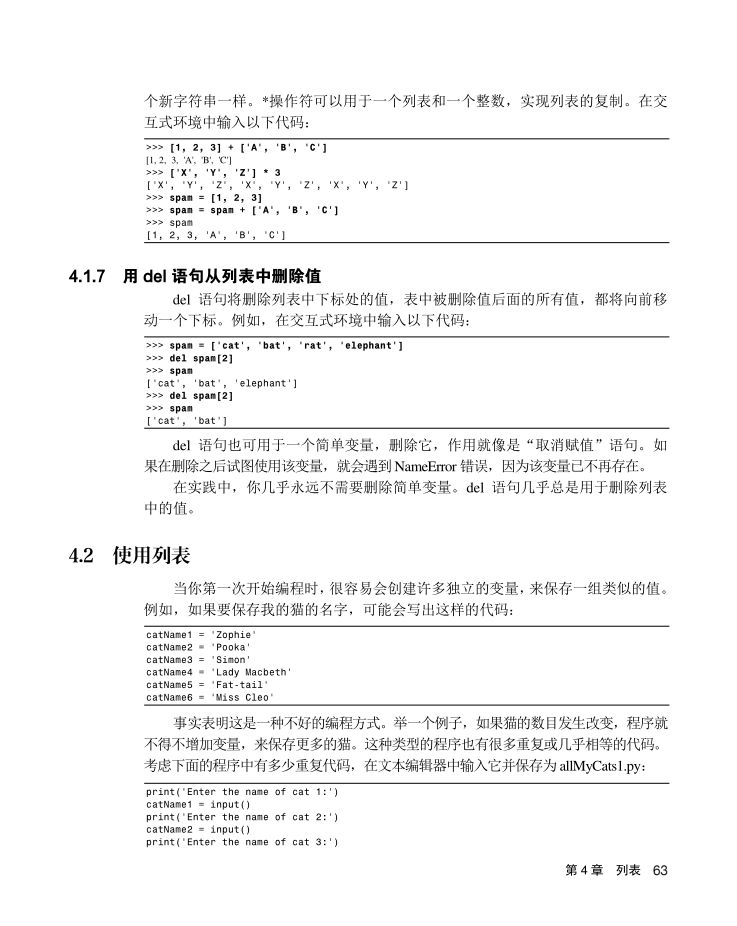 个新字符串一样。*操作符可以用于一个列表和一个整数，实现列表的复制。在交
互式环境中输入以下代码：
>>> [1, 2, 3] + ['A', 'B', 'C']
[1, 2, 3, 'A', 'B', 'C']
>>> ['X', 'Y', 'Z'] * 3
['X', 'Y', 'Z', 'X', 'Y', 'Z', 'X', 'Y', 'Z']
>>> spam = [1, 2, 3]
>>> spam = spam + ['A', 'B', 'C']
>>> spam
[1, 2, 3, 'A', 'B', 'C']
4.1.7 用 del 语句从列表中删除值
del 语句将删除列表中下标处的值，表中被删除值后面的所有值，都将向前移
动一个下标。例如，在交互式环境中输入以下代码：
>>> spam = ['cat', 'bat', 'rat', 'elephant']
>>> del spam[2]
>>> spam
['cat', 'bat', 'elephant']
>>> del spam[2]
>>> spam
['cat', 'bat']
del 语句也可用于一个简单变量，删除它，作用就像是“取消赋值”语句。如
果在删除之后试图使用该变量，就会遇到 NameError 错误，因为该变量已不再存在。
在实践中，你几乎永远不需要删除简单变量。del 语句几乎总是用于删除列表
中的值。
4.2 使用列表
当你第一次开始编程时，很容易会创建许多独立的变量，来保存一组类似的值。
例如，如果要保存我的猫的名字，可能会写出这样的代码：
catName1 = 'Zophie'
catName2 = 'Pooka'
catName3 = 'Simon'
catName4 = 'Lady Macbeth'
catName5 = 'Fat-tail'
catName6 = 'Miss Cleo'
事实表明这是一种不好的编程方式。举一个例子，如果猫的数目发生改变，程序就
不得不增加变量，来保存更多的猫。这种类型的程序也有很多重复或几乎相等的代码。
考虑下面的程序中有多少重复代码，在文本编辑器中输入它并保存为 allMyCats1.py：
print('Enter the name of cat 1:')
catName1 = input()
print('Enter the name of cat 2:')
catName2 = input()
print('Enter the name of cat 3:')
第 4 章 列表 63